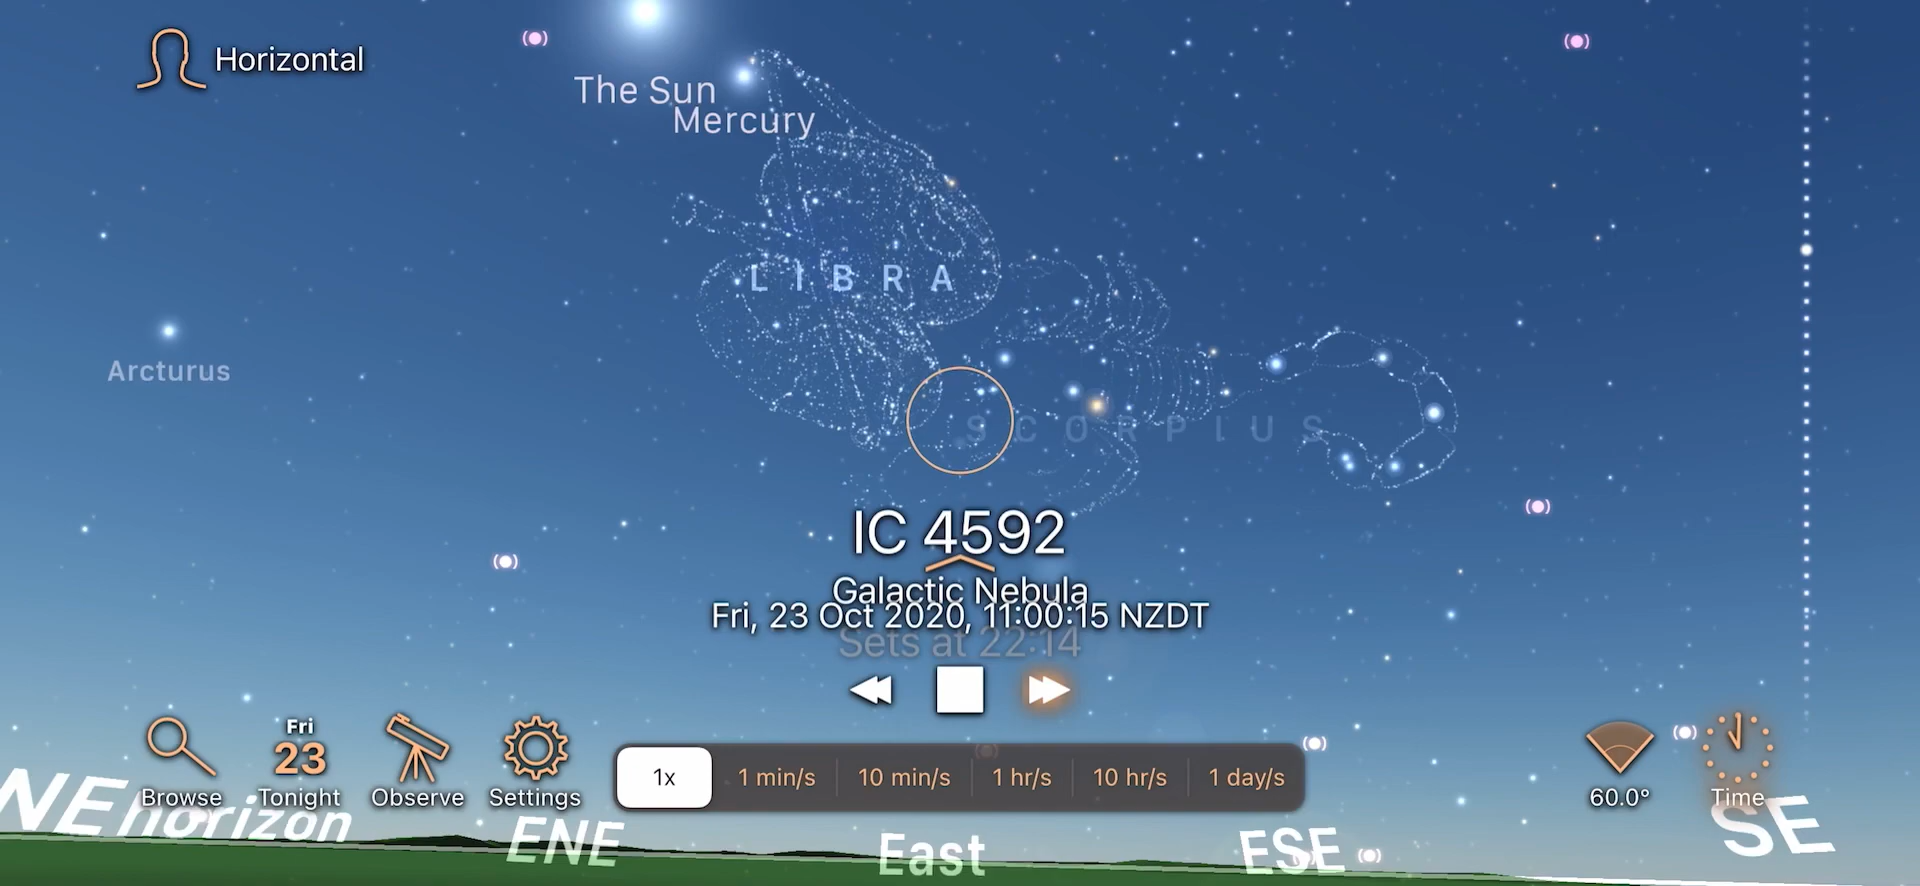 Horizontal
The Sun
Mercury
LIBRA
Arcturus
SCORPIUS
IC 4592
Galactic Nebula
Fri, 23 Oct 2020, 11:00:15 NZDT
Sets at 22:14
Fri
23
Browse
Tonight
Observe
Settings
1x
1 min/s
10 min/s
1 hr/s
10 hr/s
1 day/s
60.0°
Time
NE
horizon
ENE
East
ESE
SE